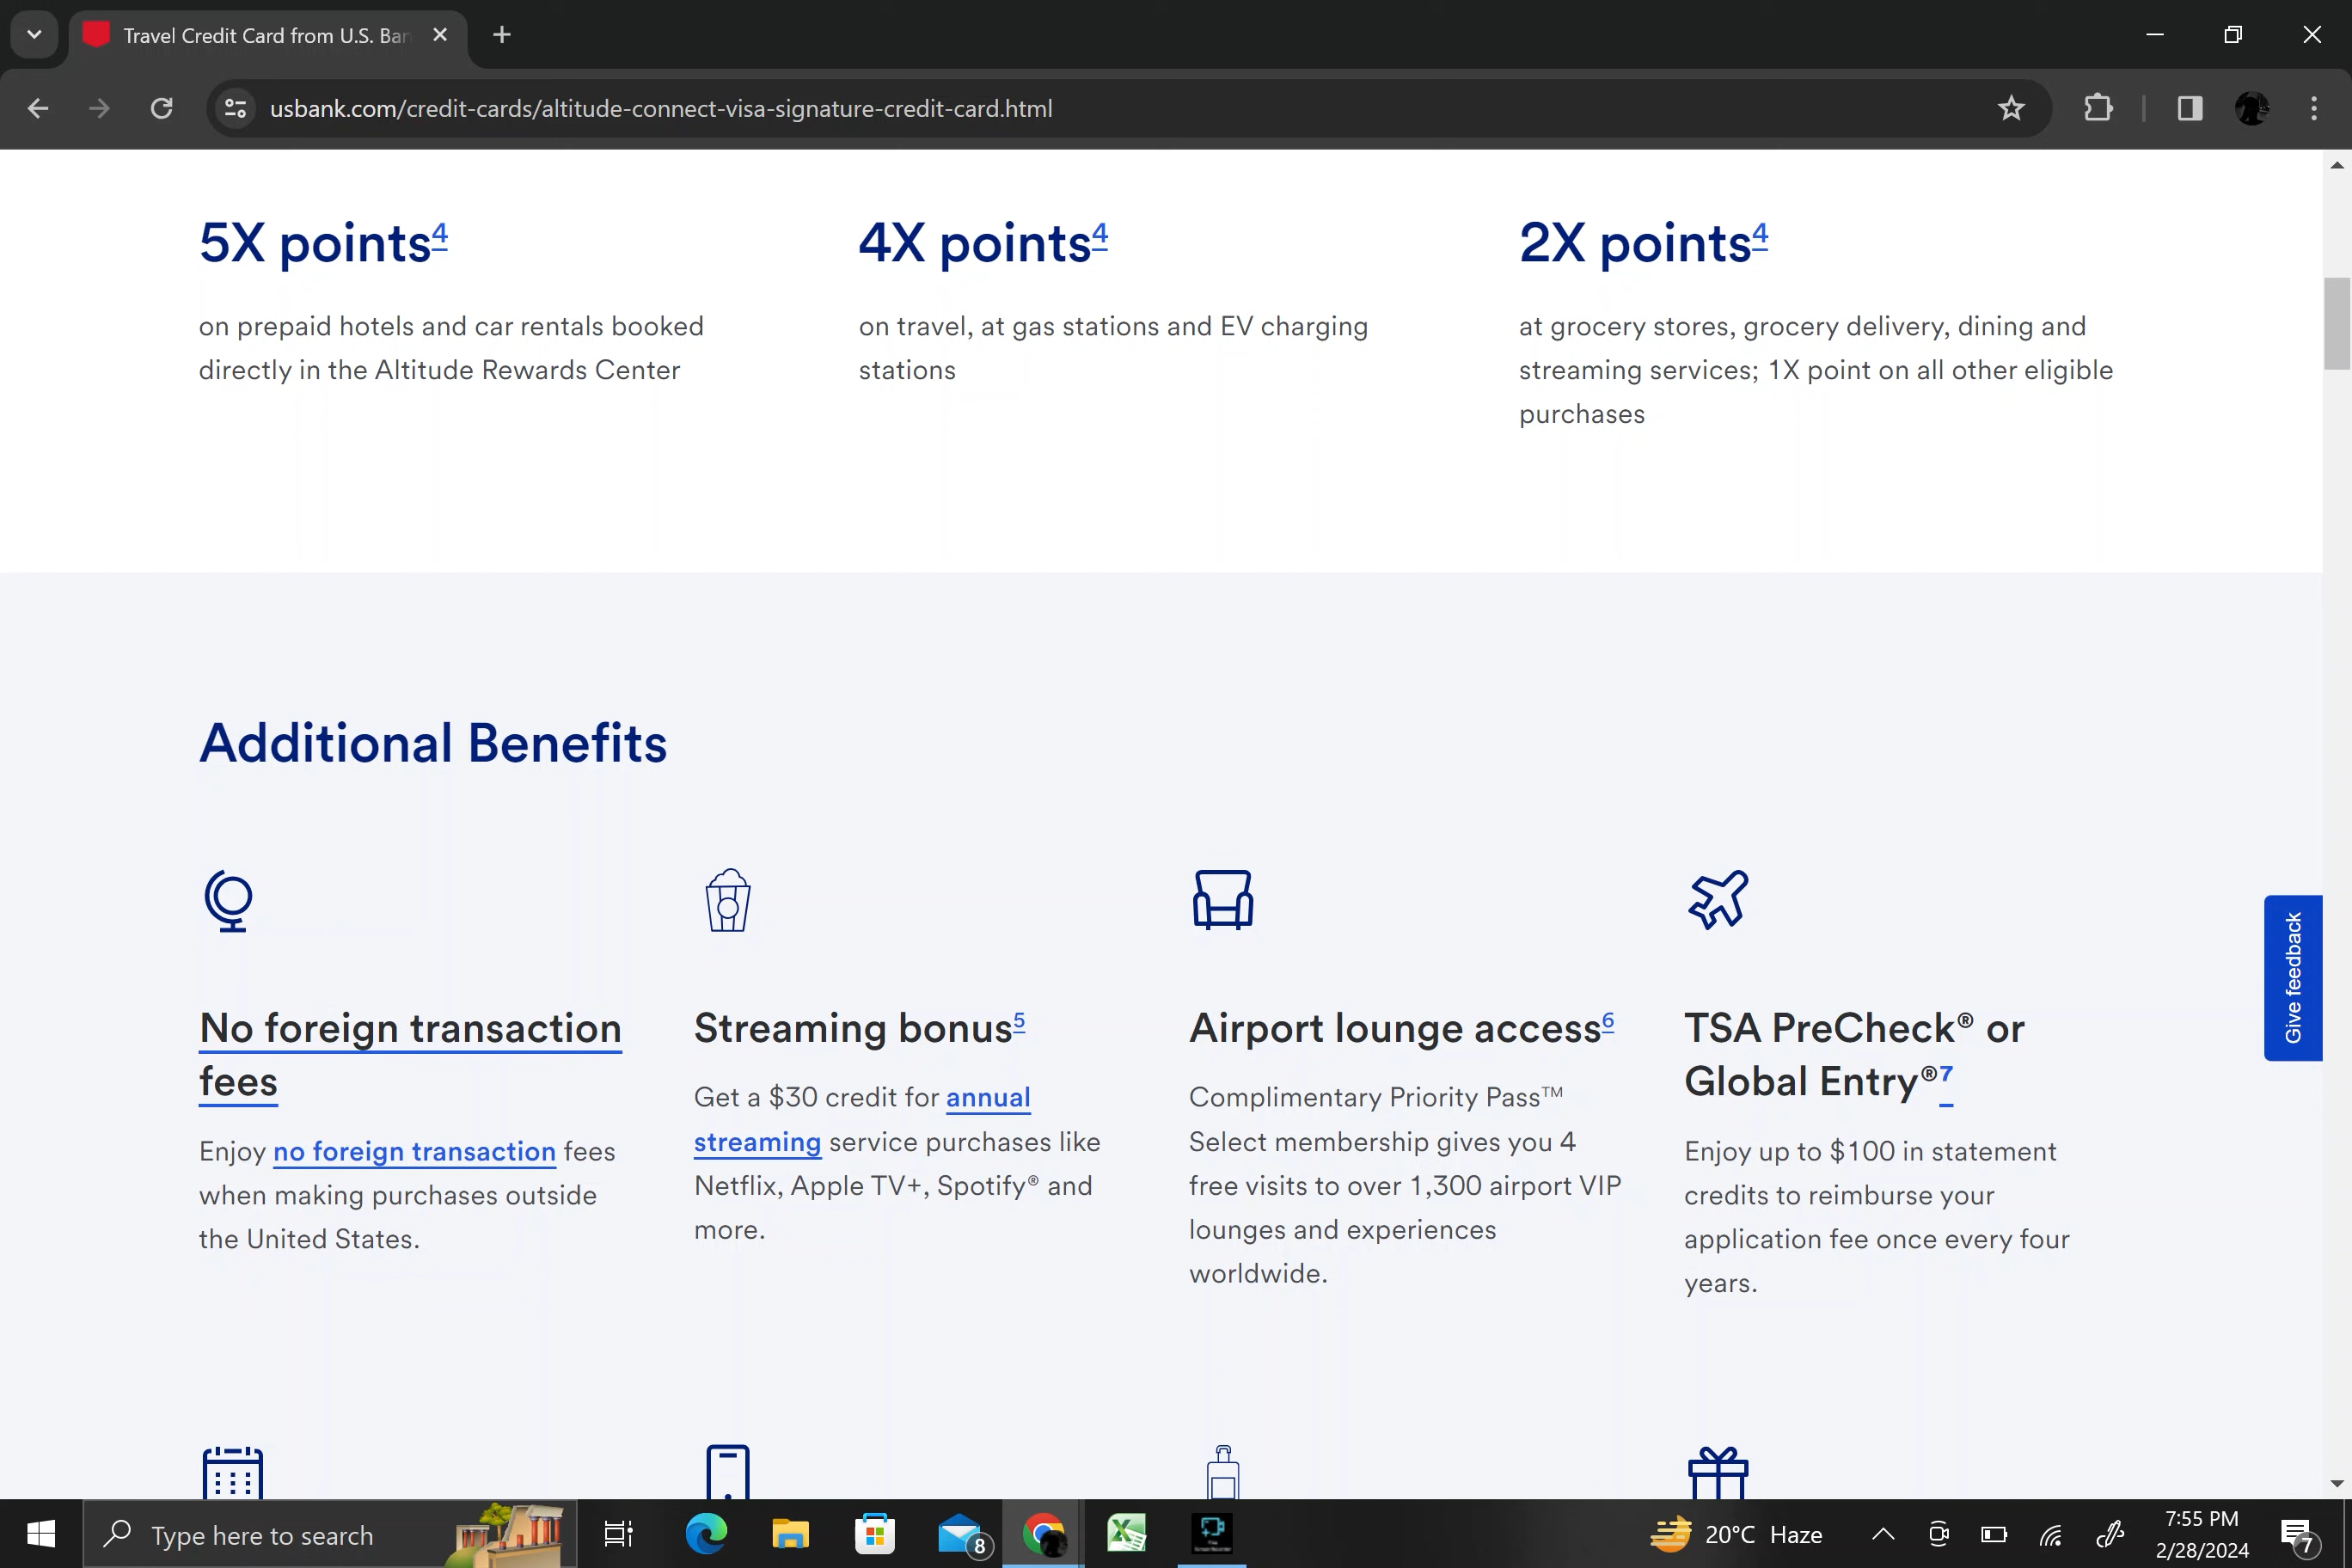 Travel Credit Card from U.S. Ba
usbank.com/credit-cards/altitude-connect-visa-signature-credit-card.html
5X points4
on prepaid hotels and car rentals booked
directly in the Altitude Rewards Center
4X points4
on travel, at gas stations and EV charging
stations
2X points4
at grocery stores, grocery delivery, dining and
streaming services; 1X point on all other eligible
purchases
Additional Benefits
No foreign transaction
fees
Enjoy no foreign transaction fees
when making purchases outside
the United States.
Streaming bonus5
Get a $30 credit for annual
streaming service purchases like
Netflix, Apple TV+, Spotify® and
more.
Airport lounge access6
Complimentary Priority Pass™
Select membership gives you 4
free visits to over 1,300 airport VIP
lounges and experiences
worldwide.
TSA PreCheck® or
Global Entry®7
Enjoy up to $100 in statement
credits to reimburse your
application fee once every four
years.
Give feedback
Type here to search
8
20°C Haze
7:55 PM
2/28/2024
7